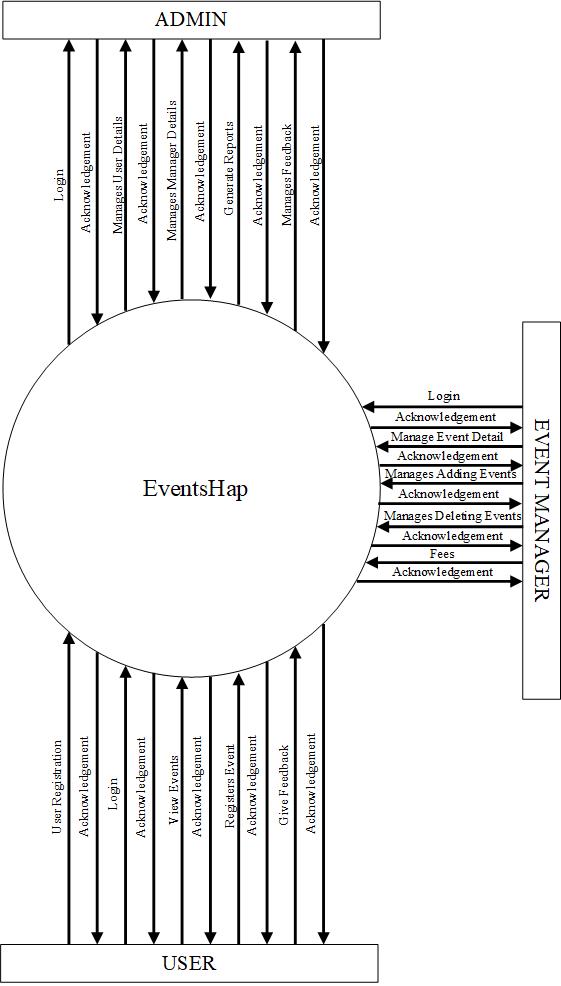 ADMIN
Login
Acknowledgement
Manages User Details
Acknowledgement
Manages Manager Details
Acknowledgement
Generate Reports
Acknowledgement
Manages Feedback
Acknowledgement
EventsHap
Login
Acknowledgement
Manage Event Detail
Acknowledgement
Manages Adding Events
Acknowledgement
Manages Deleting Events
Acknowledgement
Fees
Acknowledgement
EVENT MANAGER
User Registration
Acknowledgement
Login
Acknowledgement
View Events
Acknowledgement
Registers Event
Acknowledgement
Give Feedback
Acknowledgement
USER